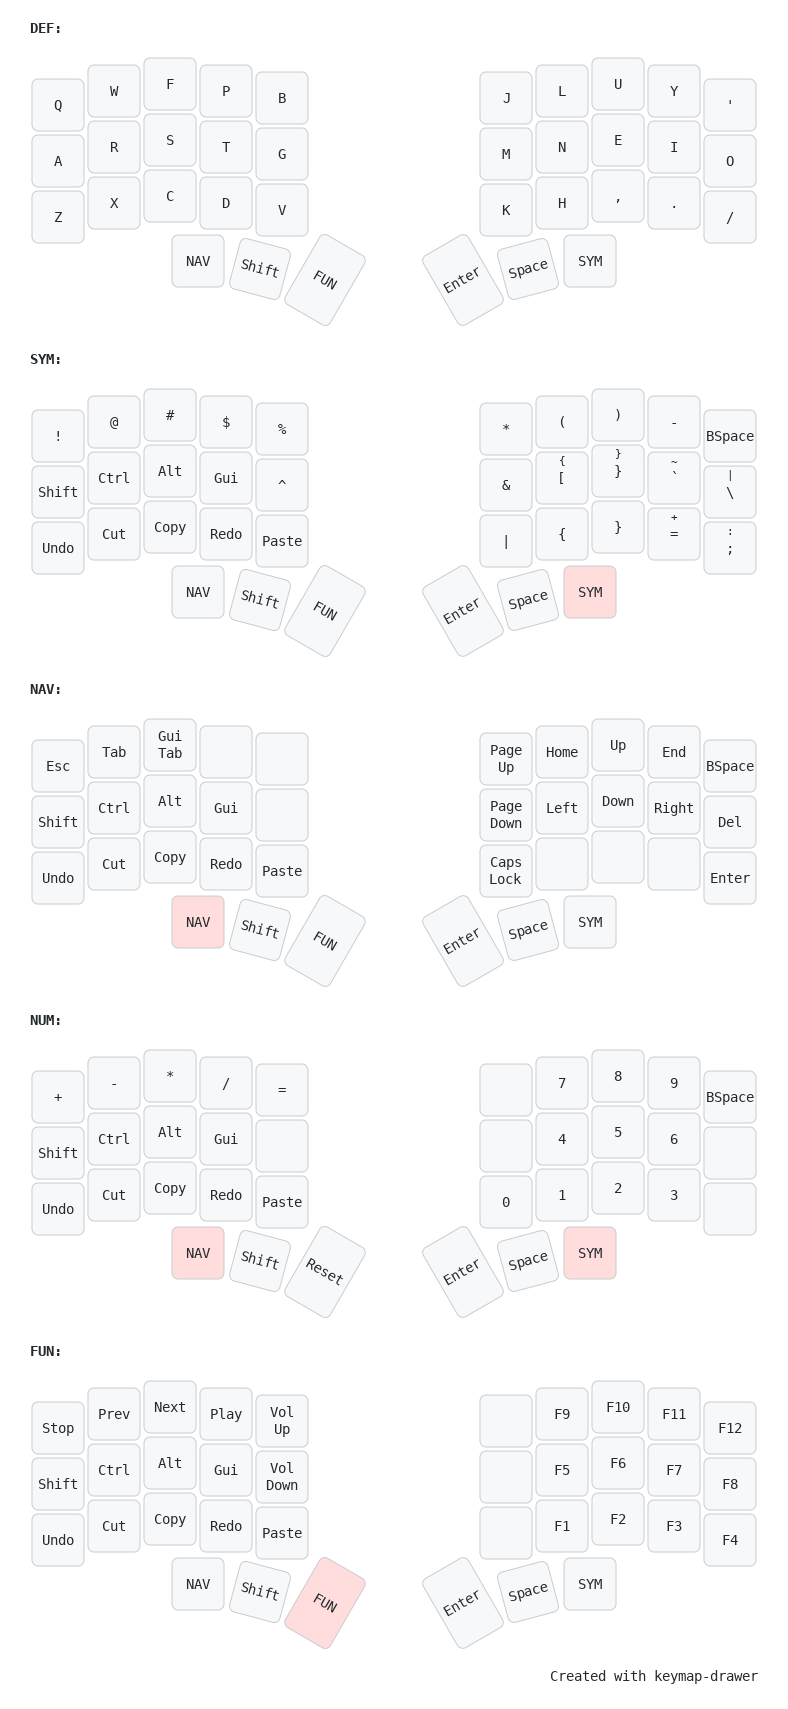 DEF:
Q W F P B J L U Y '
A R S T G M N E I O
Z X C D V K H , . /
NAV Shift FUN Enter Space SYM
SYM:
! @ # $ % * ( ) - BSpace
Shift Ctrl Alt Gui ^ & { [ } } ~ ` | \
Undo Cut Copy Redo Paste | { } + = : ;
NAV Shift FUN Enter Space SYM
NAV:
Esc Tab Gui Tab Page Up Home Up End BSpace
Shift Ctrl Alt Gui Page Down Left Down Right Del
Undo Cut Copy Redo Paste Caps Lock Enter
NAV Shift FUN Enter Space SYM
NUM:
+ - * / = 7 8 9 BSpace
Shift Ctrl Alt Gui 4 5 6
Undo Cut Copy Redo Paste 0 1 2 3
NAV Shift Reset Enter Space SYM
FUN:
Stop Prev Next Play Vol Up F9 F10 F11 F12
Shift Ctrl Alt Gui Vol Down F5 F6 F7 F8
Undo Cut Copy Redo Paste F1 F2 F3 F4
NAV Shift FUN Enter Space SYM
Created with keymap-drawer